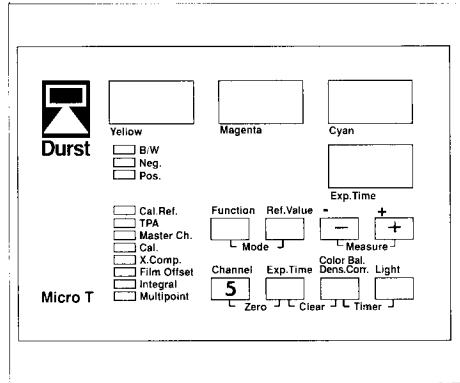 Yellow
Magenta
Cyan
Durst
B/W
Neg.
Pos.
Exp.Time
Cal.Ref.
TPA
Master Ch.
Cal.
X.Comp.
Film Offset
Integral
Multipoint
Function Ref.Value - +
− +
Mode Measure
Channel Exp.Time Color Bal. Dens.Corr. Light
5
Zero Clear Timer
Micro T